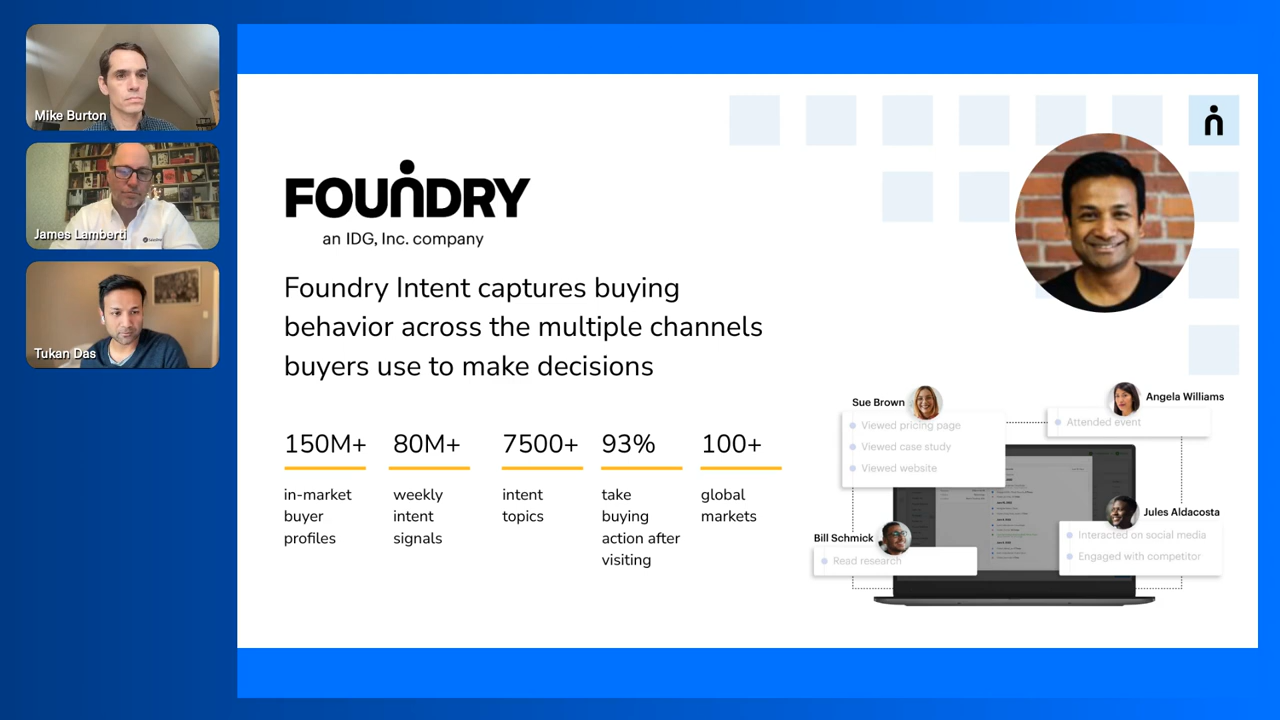 Mike Burton
James Lamberti
Tukan Das
FOUNDRY
an IDG, Inc. company
Foundry Intent captures buying
behavior across the multiple channels
buyers use to make decisions
150M+
in-market
buyer
profiles
80M+
weekly
intent
signals
7500+
intent
topics
93%
take
buying
action after
visiting
100+
global
markets
Sue Brown
Viewed pricing page
Viewed case study
Viewed website
Angela Williams
Attended event
Bill Schmick
Read research
Jules Aldacosta
Interacted on social media
Engaged with competitor